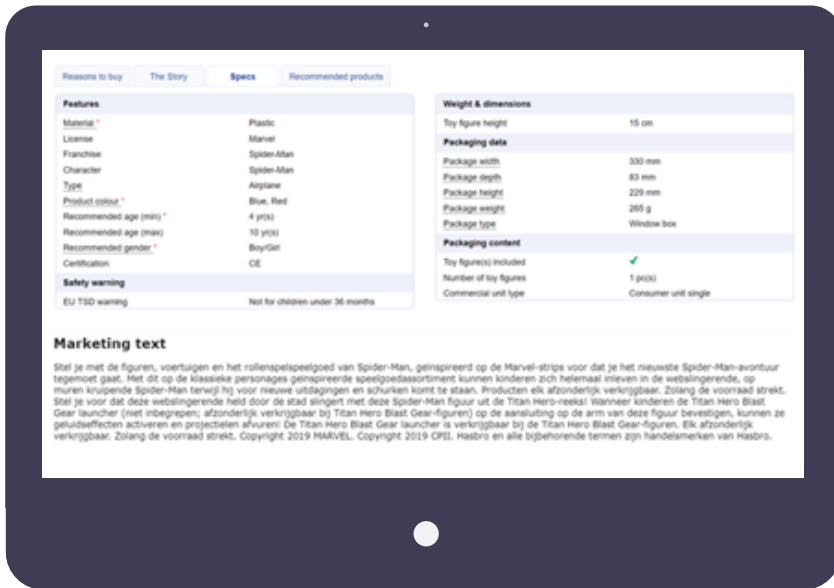 Reasons to buy
The Story
Specs
Recommended products
Features
Material *
Plastic
License
Marvel
Franchise
Spider-Man
Character
Spider-Man
Type
Airplane
Product colour *
Blue, Red
Recommended age (min) *
4 yr(s)
Recommended age (max)
10 yr(s)
Recommended gender *
Boy/Girl
Certification
CE
Safety warning
EU TSD warning
Not for children under 36 months
Weight & dimensions
Toy figure height
15 cm
Packaging data
Package width
330 mm
Package depth
83 mm
Package height
229 mm
Package weight
265 g
Package type
Window box
Packaging content
Toy figure(s) included
Number of toy figures
1 pc(s)
Commercial unit type
Consumer unit single
Marketing text
Stel je met de figuren, voertuigen en het rollenspelspeelgoed van Spider-Man, geïnspireerd op de Marvel-strips voor dat je het nieuwste Spider-Man-avontuur
tegemoet gaat. Met dit op de klassieke personages geïnspireerde speelgoedassortiment kunnen kinderen zich helemaal inleven in de webslingerende, op
muren kruipende Spider-Man terwijl hij voor nieuwe uitdagingen en schurken komt te staan. Producten elk afzonderlijk verkrijgbaar. Zolang de voorraad strekt.
Stel je voor dat deze webslingerende held door de stad slingert met deze Spider-Man figuur uit de Titan Hero-reeks! Wanneer kinderen de Titan Hero Blast
Gear launcher (niet inbegrepen; afzonderlijk verkrijgbaar bij Titan Hero Blast Gear-figuren) op de aansluiting op de arm van deze figuur bevestigen, kunnen ze
geluidseffecten activeren en projectielen afvuren! De Titan Hero Blast Gear launcher is verkrijgbaar bij de Titan Hero Blast Gear-figuren. Elk afzonderlijk
verkrijgbaar. Zolang de voorraad strekt. Copyright 2019 MARVEL. Copyright 2019 CPII. Hasbro en alle bijbehorende termen zijn handelsmerken van Hasbro.